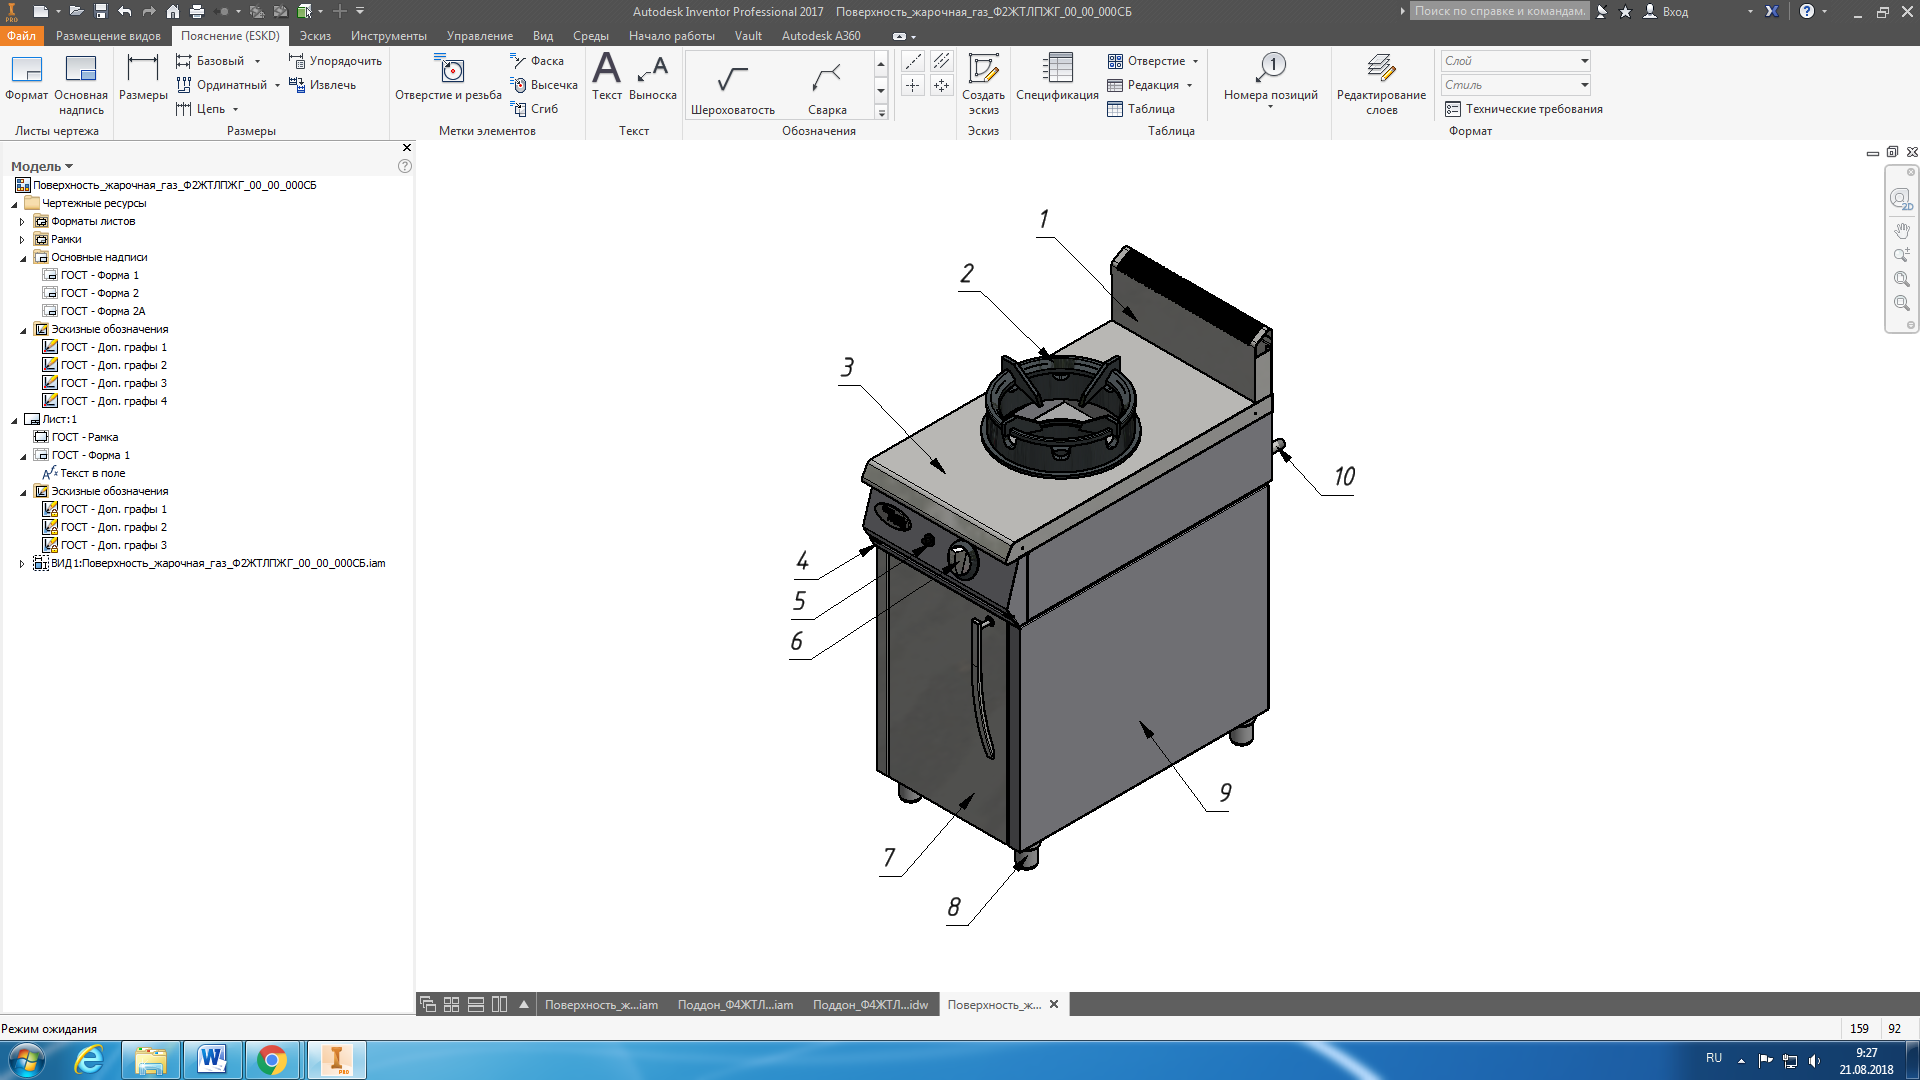 Autodesk Inventor Professional 2017 Поверхность_жарочная_газ_Ф2ЖТЛПЖГ_00_00_000СБ
Поиск по справке и командам.
Вход
Файл Размещение видов Пояснение (ESKD) Эскиз Инструменты Управление Вид Среды Начало работы Vault Autodesk A360
Формат
Основная надпись
Листы чертежа
Размеры
Базовый
Ординатный
Цепь
Упорядочить
Извлечь
Размеры
Отверстие и резьба
Фаска
Высечка
Сгиб
Метки элементов
Текст
Выноска
Текст
Шероховатость
Сварка
Обозначения
Создать эскиз
Эскиз
Спецификация
Отверстие
Редакция
Таблица
Таблица
1
Номера позиций
Редактирование слоев
Слой
Стиль
Технические требования
Формат
Модель
Поверхность_жарочная_газ_Ф2ЖТЛПЖГ_00_00_000СБ
Чертежные ресурсы
Форматы листов
Рамки
Основные надписи
ГОСТ - Форма 1
ГОСТ - Форма 2
ГОСТ - Форма 2А
Эскизные обозначения
ГОСТ - Доп. графы 1
ГОСТ - Доп. графы 2
ГОСТ - Доп. графы 3
ГОСТ - Доп. графы 4
Лист:1
ГОСТ - Рамка
ГОСТ - Форма 1
Текст в поле
Эскизные обозначения
ГОСТ - Доп. графы 1
ГОСТ - Доп. графы 2
ГОСТ - Доп. графы 3
ВИД1:Поверхность_жарочная_газ_Ф2ЖТЛПЖГ_00_00_000СБ.iam
1
2
3
4
5
6
7
8
9
10
2D
Поверхность_ж...iam Поддон_Ф4ЖТЛ...iam Поддон_Ф4ЖТЛ...idw Поверхность_ж...
Режим ожидания
159 92
RU
9:27
21.08.2018